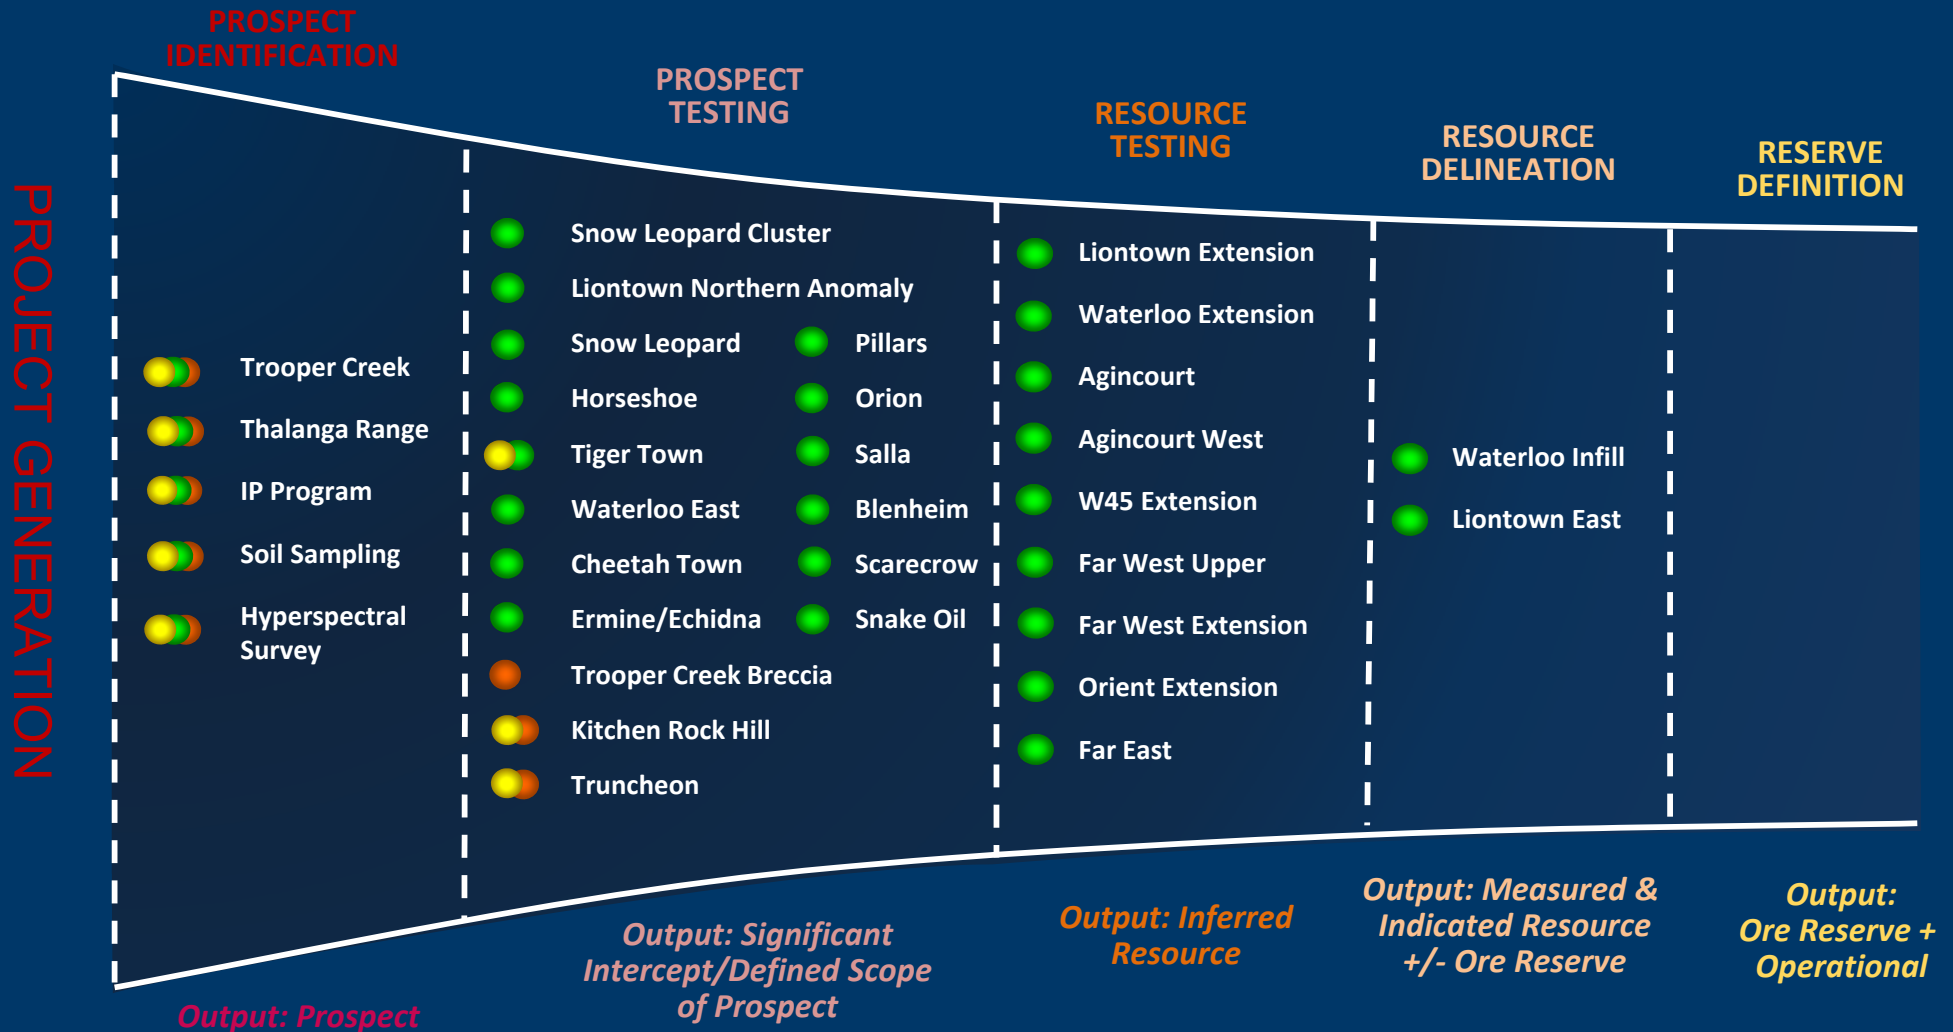 PROJECT GENERATION
PROSPECT
IDENTIFICATION
Trooper Creek
Thalanga Range
IP Program
Soil Sampling
Hyperspectral
Survey
Output: Prospect
PROSPECT
TESTING
Snow Leopard Cluster
Liontown Northern Anomaly
Snow Leopard
Horseshoe
Tiger Town
Waterloo East
Cheetah Town
Ermine/Echidna
Trooper Creek Breccia
Kitchen Rock Hill
Truncheon
Pillars
Orion
Salla
Blenheim
Scarecrow
Snake Oil
Output: Significant
Intercept/Defined Scope
of Prospect
RESOURCE
TESTING
Liontown Extension
Waterloo Extension
Agincourt
Agincourt West
W45 Extension
Far West Upper
Far West Extension
Orient Extension
Far East
Output: Inferred
Resource
RESOURCE
DELINEATION
Waterloo Infill
Liontown East
Output: Measured &
Indicated Resource
+/- Ore Reserve
RESERVE
DEFINITION
Output:
Ore Reserve +
Operational